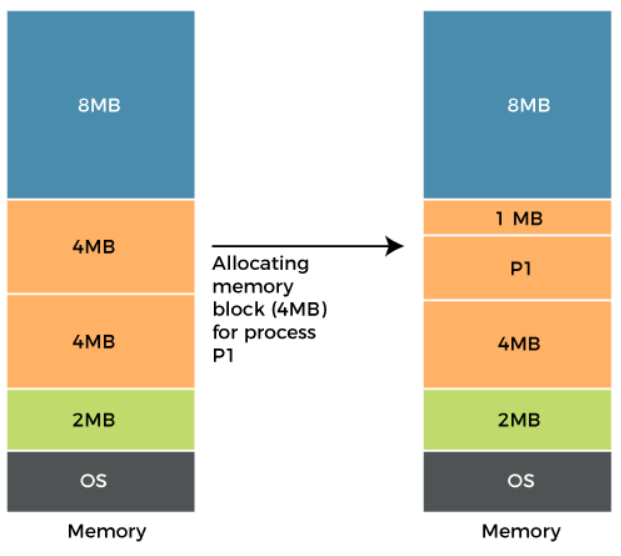 8MB
4MB
4MB
2MB
OS
Memory
Allocating
memory
block (4MB)
for process
P1
8MB
1 MB
P1
4MB
2MB
OS
Memory